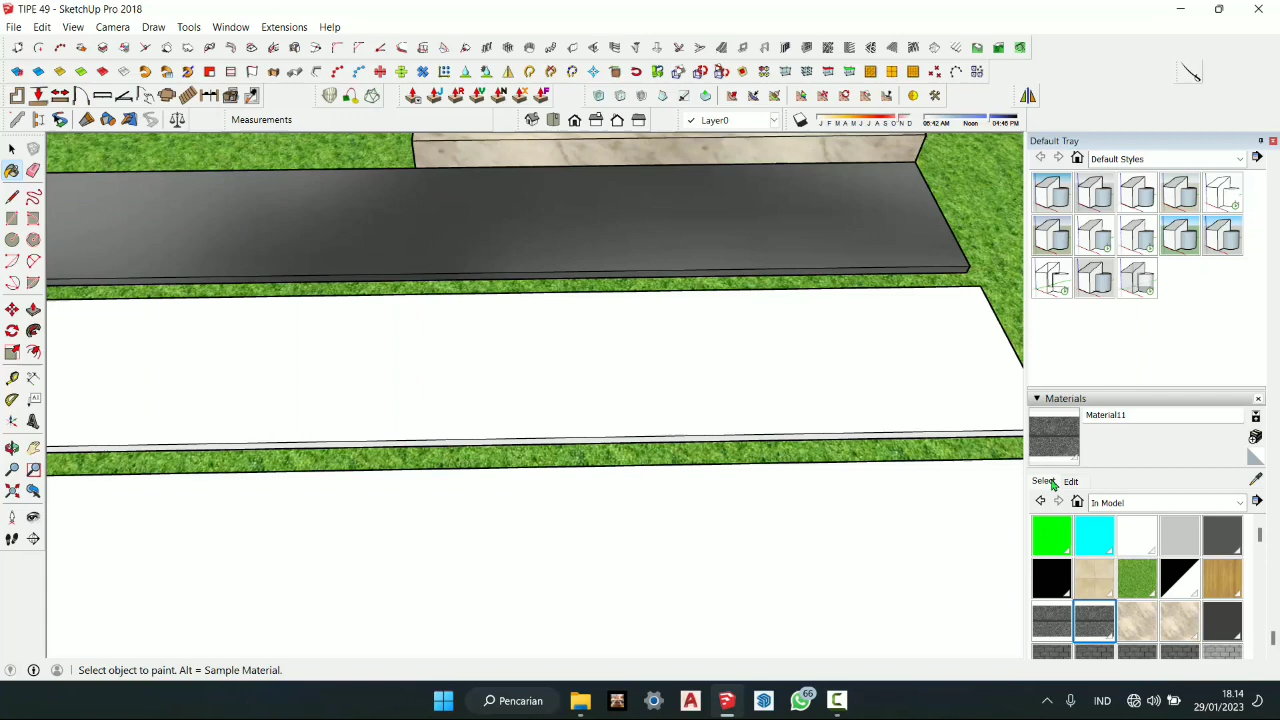 TIPE 49 - SketchUp Pro 2018
File Edit View Camera Draw Tools Window Extensions Help
Measurements
Layer0
J F M A M J J A S O N D
05:42 AM Noon 04:46 PM
Default Tray
Default Styles
Materials
Material11
Select Edit
In Model
Select object to paint. Alt = Sample Material.
Pencarian
66
IND
18.14
29/01/2023